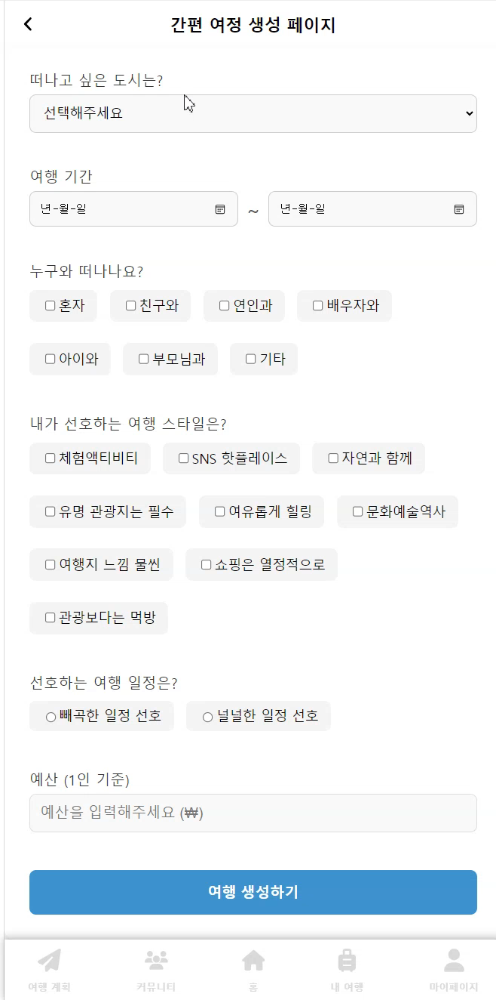 간편 여정 생성 페이지
떠나고 싶은 도시는?
선택해주세요
여행 기간
년-월-일 ~ 년-월-일
누구와 떠나나요?
혼자 친구와 연인과 배우자와
아이와 부모님과 기타
내가 선호하는 여행 스타일은?
체험액티비티 SNS 핫플레이스 자연과 함께
유명 관광지는 필수 여유롭게 힐링 문화예술역사
여행지 느낌 물씬 쇼핑은 열정적으로
관광보다는 먹방
선호하는 여행 일정은?
빼곡한 일정 선호 널널한 일정 선호
예산 (1인 기준)
예산을 입력해주세요 (₩)
여행 생성하기
여행 계획 커뮤니티 홈 내 여행 마이페이지